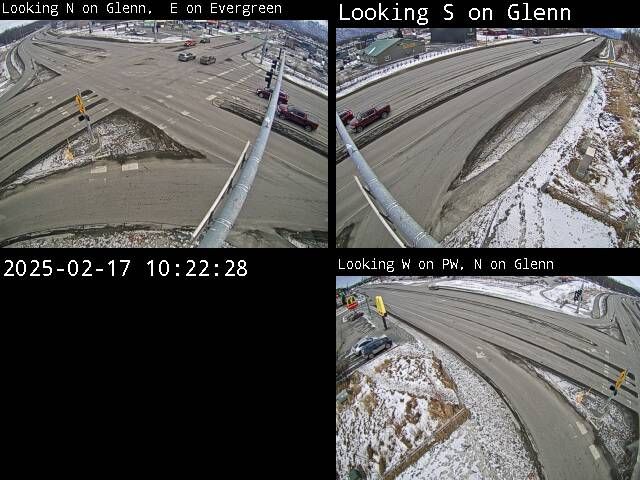 Looking N on Glenn, E on Evergreen
Looking S on Glenn
2025-02-17 10:22:28
Looking W on PW, N on Glenn